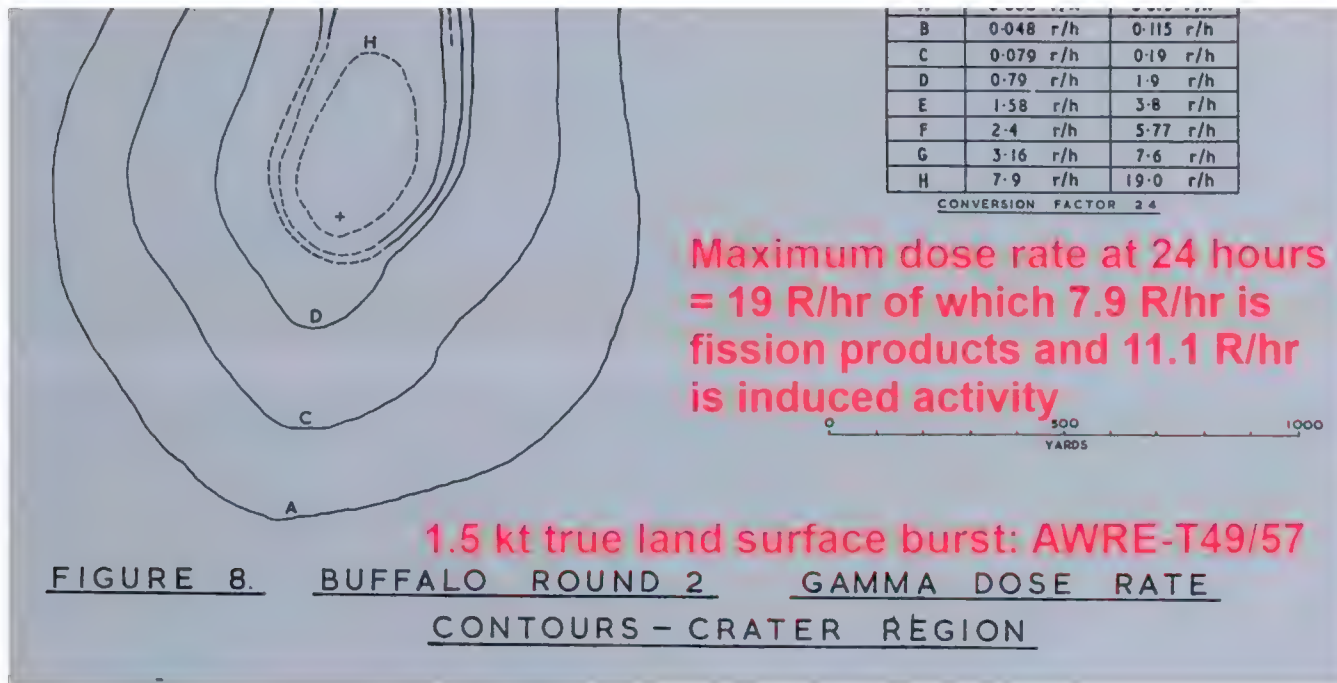 H
B 0·048 r/h 0·115 r/h
C 0·079 r/h 0·19 r/h
D 0·79 r/h 1·9 r/h
E 1·58 r/h 3·8 r/h
F 2·4 r/h 5·77 r/h
G 3·16 r/h 7·6 r/h
H 7·9 r/h 19·0 r/h
CONVERSION FACTOR 2 4
Maximum dose rate at 24 hours
= 19 R/hr of which 7.9 R/hr is
fission products and 11.1 R/hr
is induced activity
D
C
0 500 1000
YARDS
A
1.5 kt true land surface burst: AWRE-T49/57
FIGURE 8. BUFFALO ROUND 2 GAMMA DOSE RATE
CONTOURS - CRATER REGION